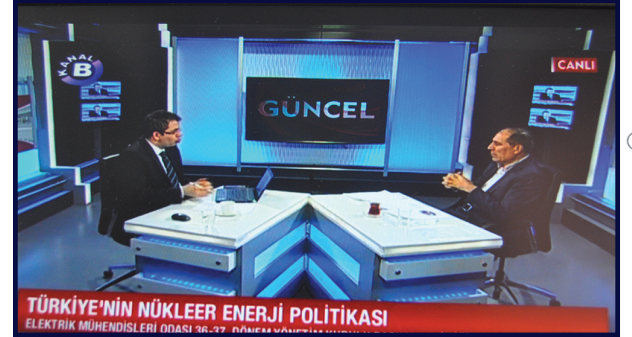 KANAL B
CANLI
GÜNCEL
TÜRKİYE'NİN NÜKLEER ENERJİ POLİTİKASI
ELEKTRİK MÜHENDİSLERİ ODASI 36-37. DÖNEM YÖNETİM KURULU